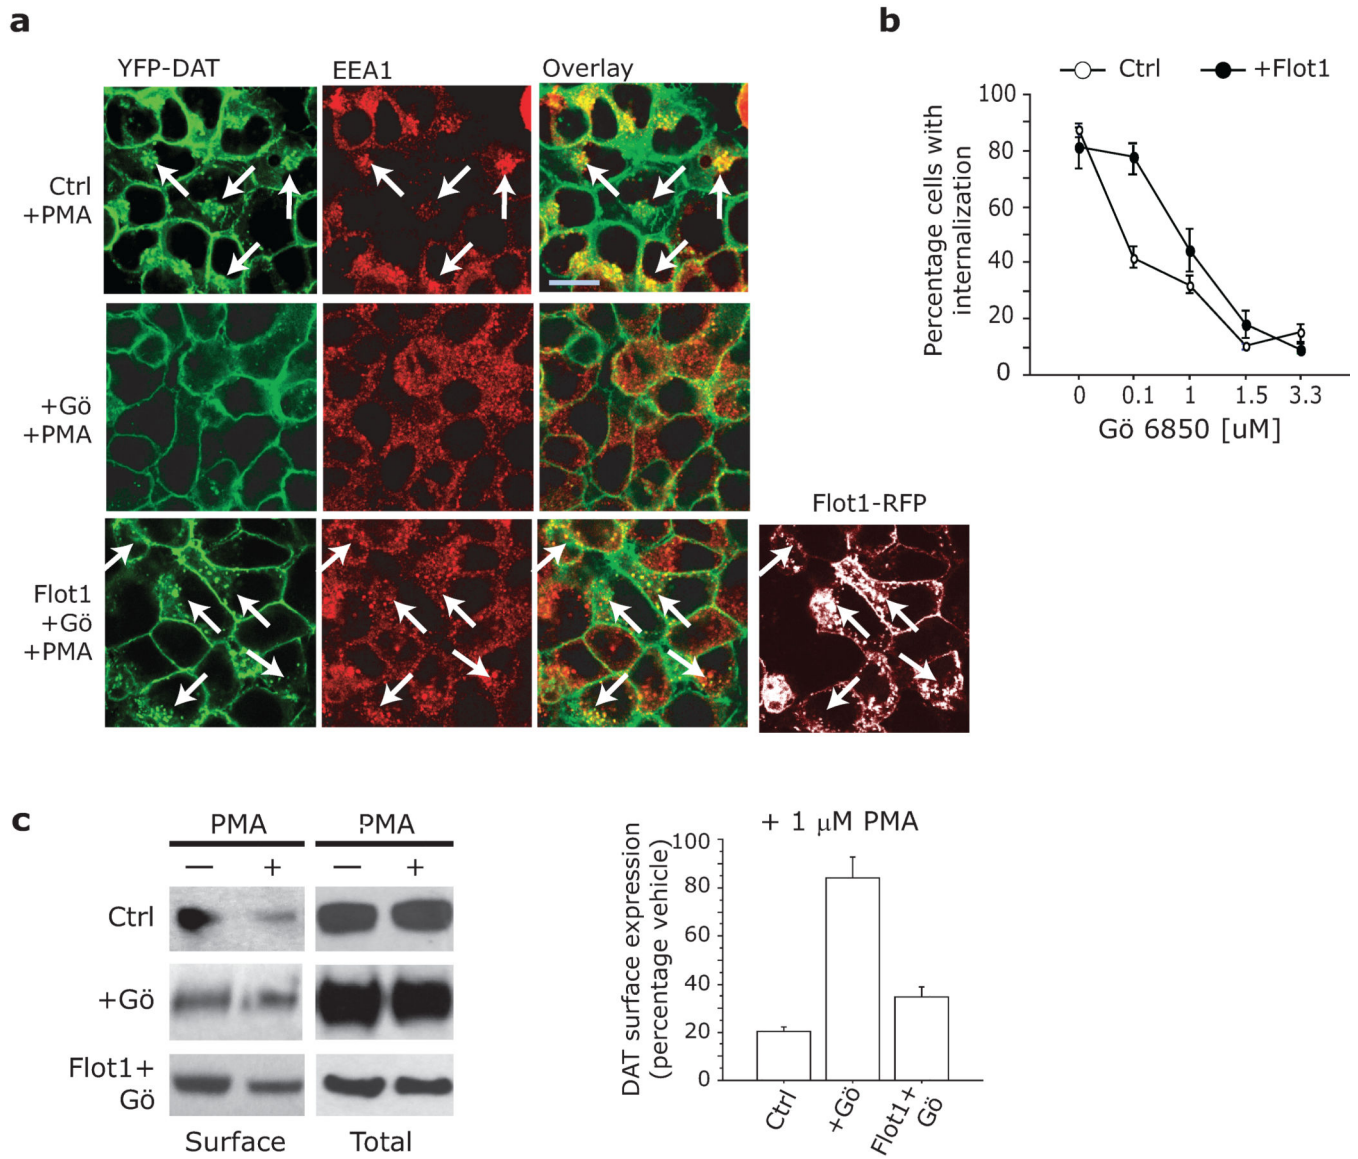 a
YFP-DAT
EEA1
Overlay
Ctrl
+PMA
+Gö
+PMA
Flot1
+Gö
+PMA
Flot1-RFP
b
Ctrl
+Flot1
Percentage cells with
internalization
100
80
60
40
20
0
0
0.1
1
1.5
3.3
Gö 6850 [uM]
c
PMA
PMA
— +
— +
Ctrl
+Gö
Flot1+
Gö
Surface
Total
+ 1 μM PMA
DAT surface expression
(percentage vehicle)
100
80
60
40
20
0
Ctrl
+Gö
Flot1+
Gö